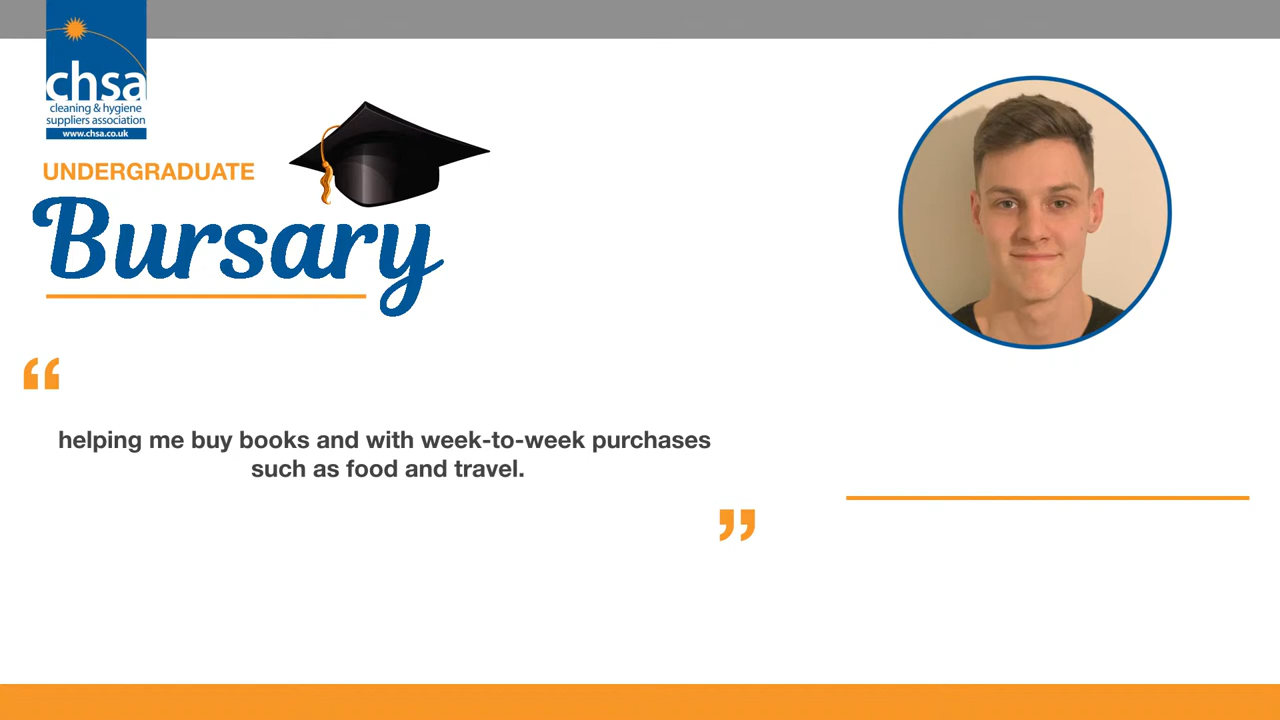 chsa
cleaning & hygiene
suppliers association
www.chsa.co.uk
UNDERGRADUATE
Bursary
“
helping me buy books and with week-to-week purchases
such as food and travel.
”